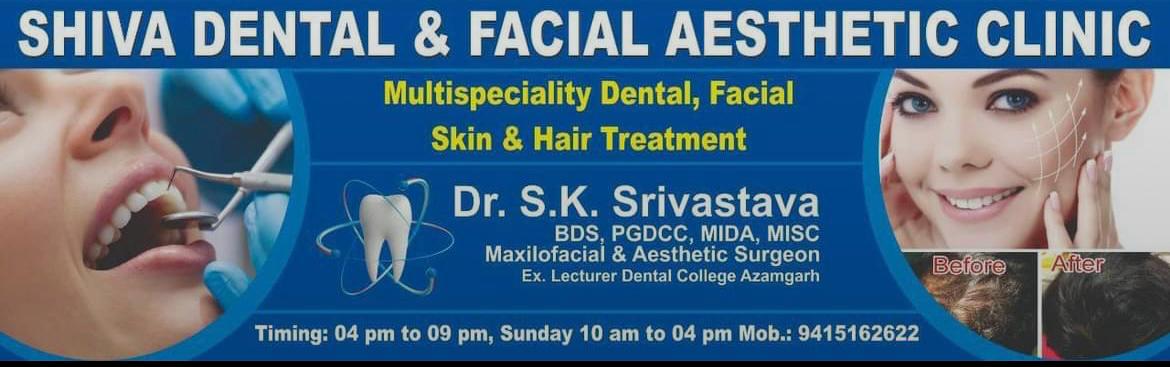 SHIVA DENTAL & FACIAL AESTHETIC CLINIC
Multispeciality Dental, Facial
Skin & Hair Treatment
Dr. S.K. Srivastava
BDS, PGDCC, MIDA, MISC
Maxilofacial & Aesthetic Surgeon
Ex. Lecturer Dental College Azamgarh
Before
After
Timing: 04 pm to 09 pm, Sunday 10 am to 04 pm Mob.: 9415162622